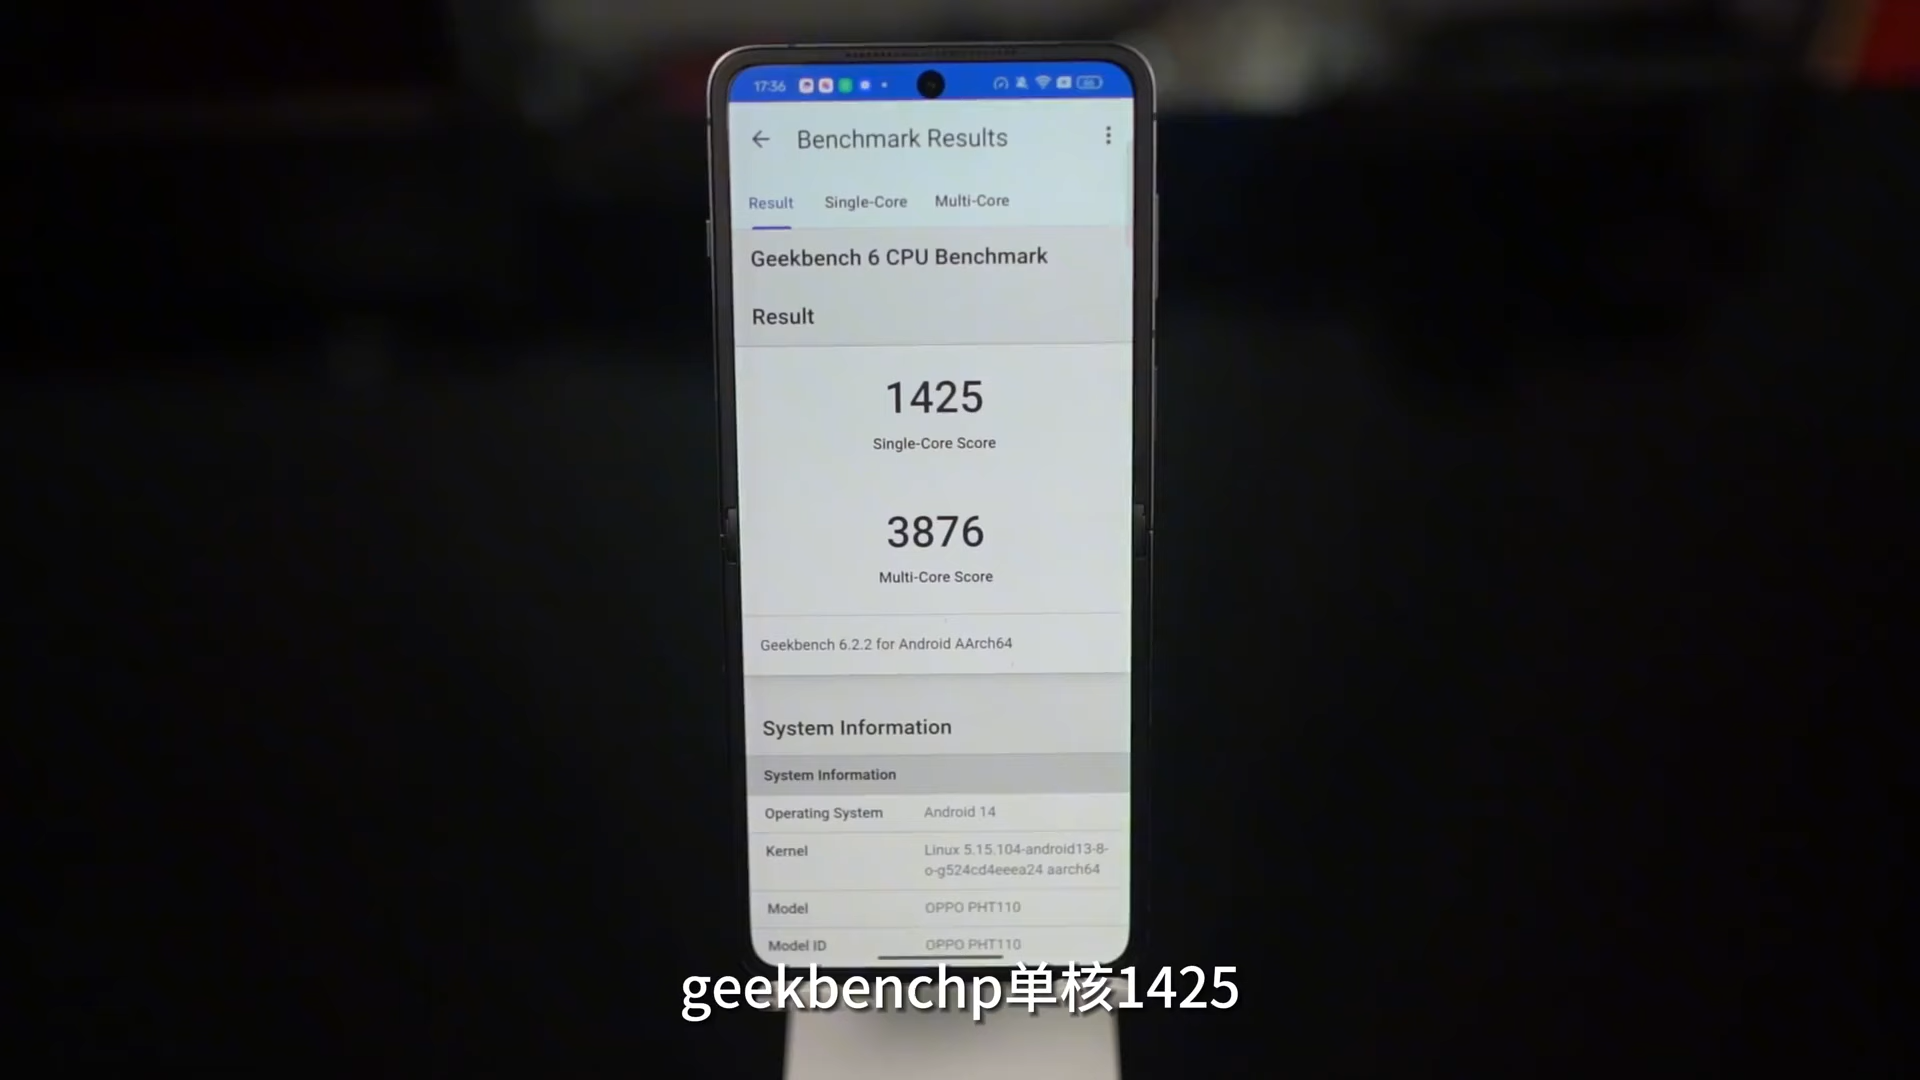 17:36
Benchmark Results
Result Single-Core Multi-Core
Geekbench 6 CPU Benchmark
Result
1425
Single-Core Score
3876
Multi-Core Score
Geekbench 6.2.2 for Android AArch64
System Information
System Information
Operating System Android 14
Kernel Linux 5.15.104-android13-8-
o-g524cd4eeea24 aarch64
Model OPPO PHT110
Model ID OPPO PHT110
geekbenchp单核1425